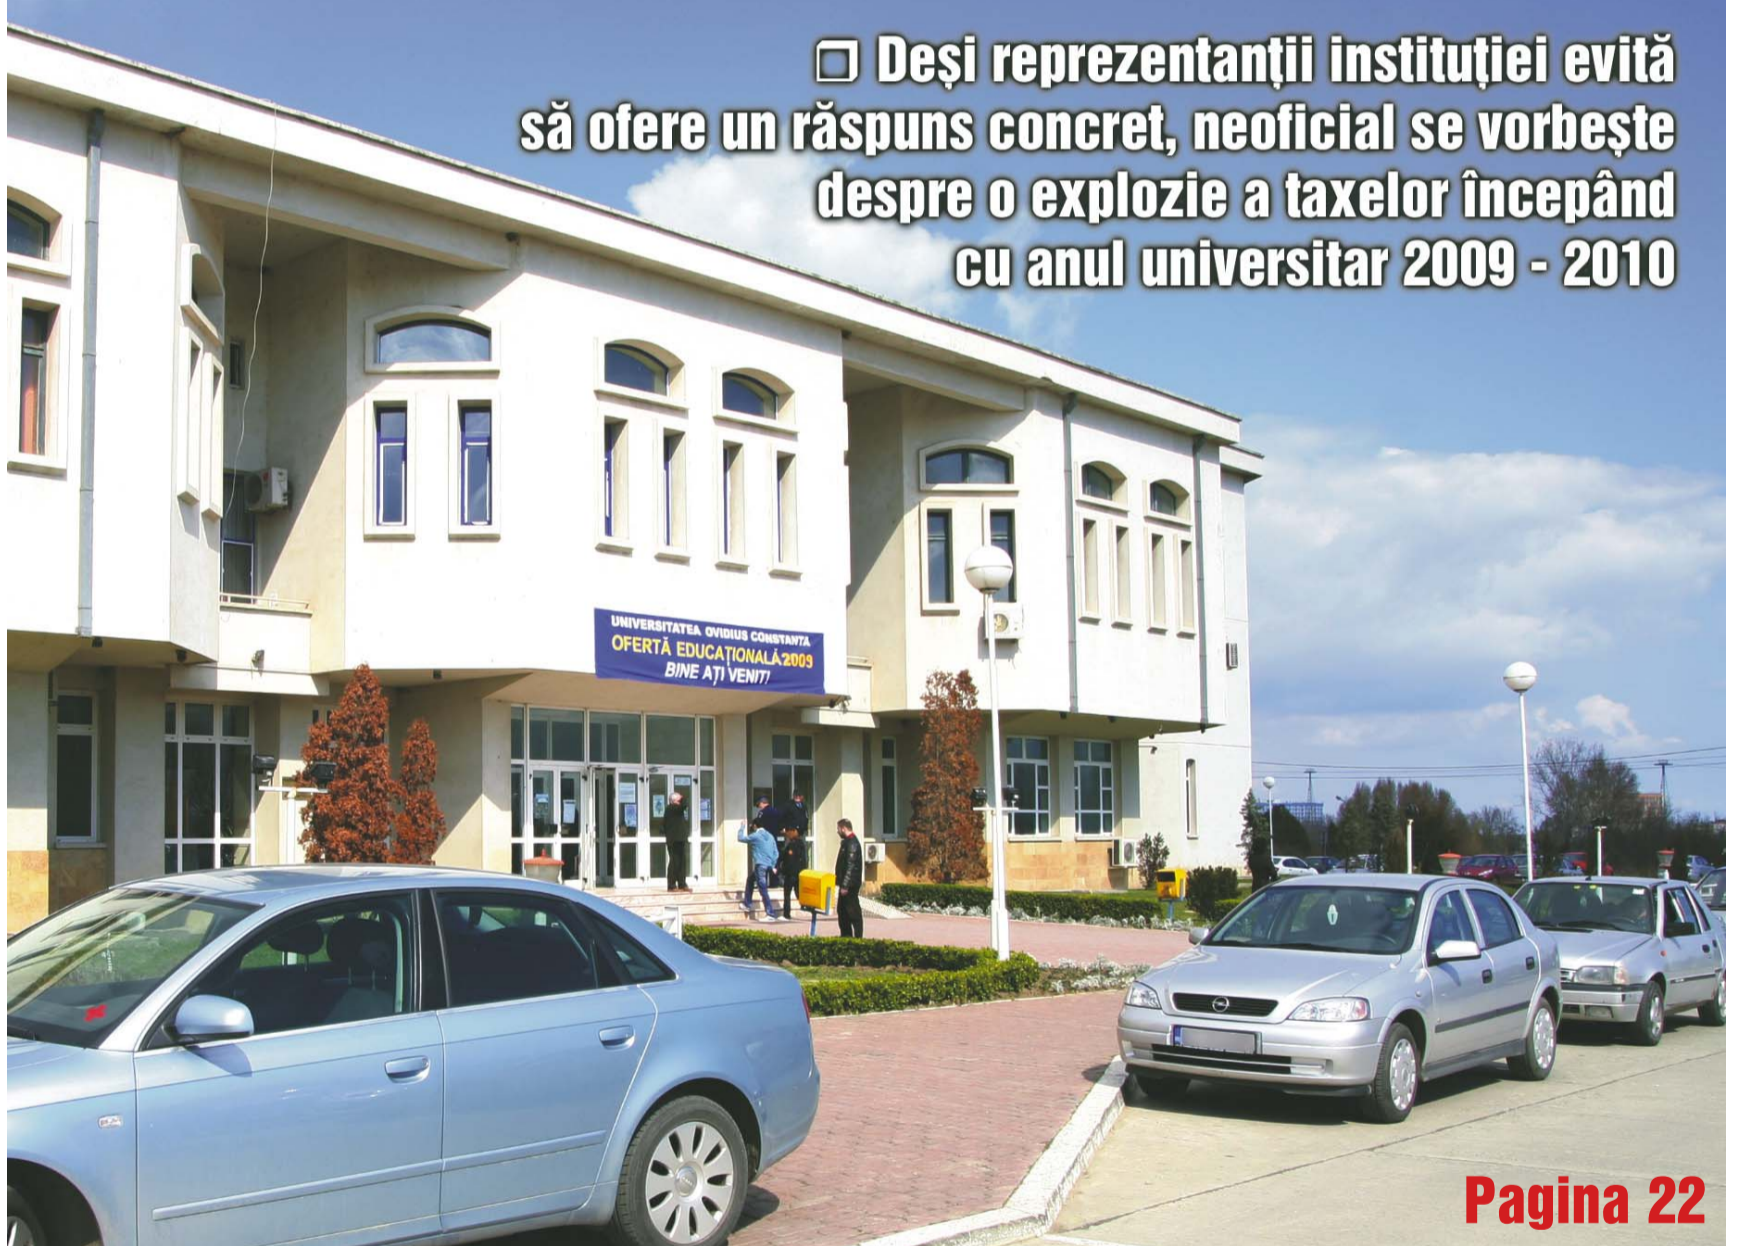 ❒ Deși reprezentanții instituției evită
să ofere un răspuns concret, neoficial se vorbește
despre o explozie a taxelor începând
cu anul universitar 2009 - 2010
UNIVERSITATEA OVIDIUS CONSTANTA
OFERTĂ EDUCAȚIONALĂ 2009
BINE AȚI VENIT!
Pagina 22